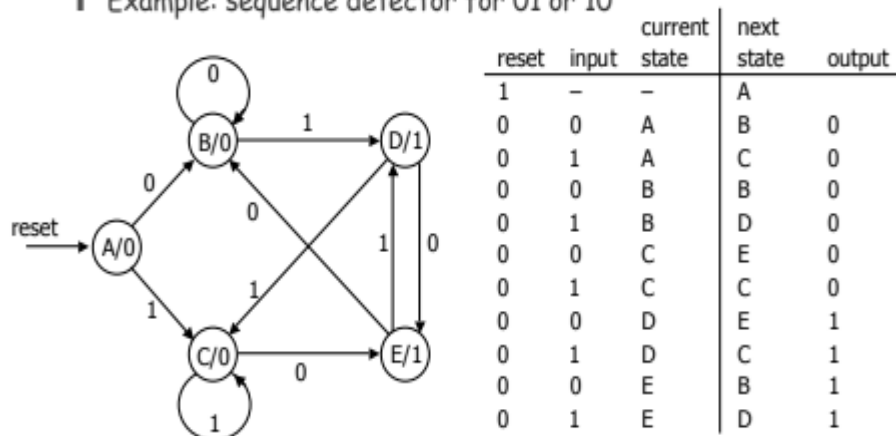 Example: sequence detector for 01 or 10
0
B/0
1
D/1
0
0
reset
A/0
1
0
1
1
C/0
0
E/1
1
current next
reset input state state output
1 – – A
0 0 A B 0
0 1 A C 0
0 0 B B 0
0 1 B D 0
0 0 C E 0
0 1 C C 0
0 0 D E 1
0 1 D C 1
0 0 E B 1
0 1 E D 1